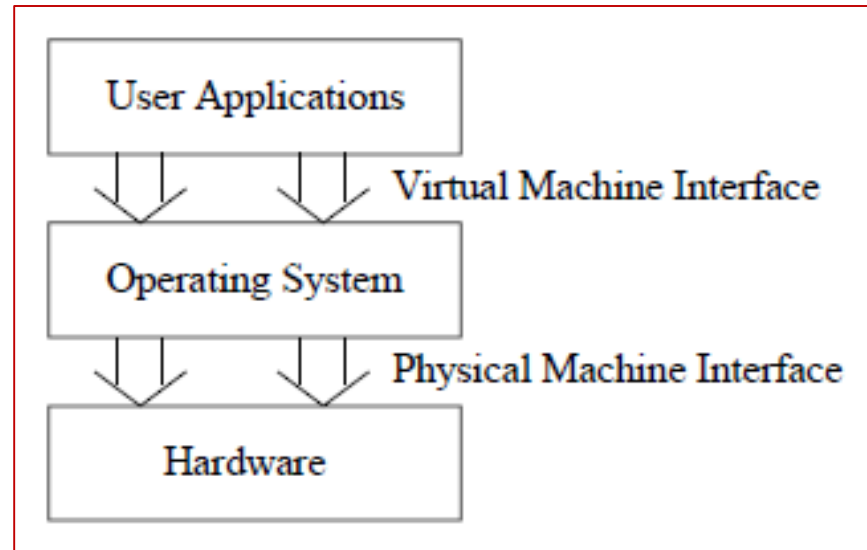 User Applications
Virtual Machine Interface
Operating System
Physical Machine Interface
Hardware